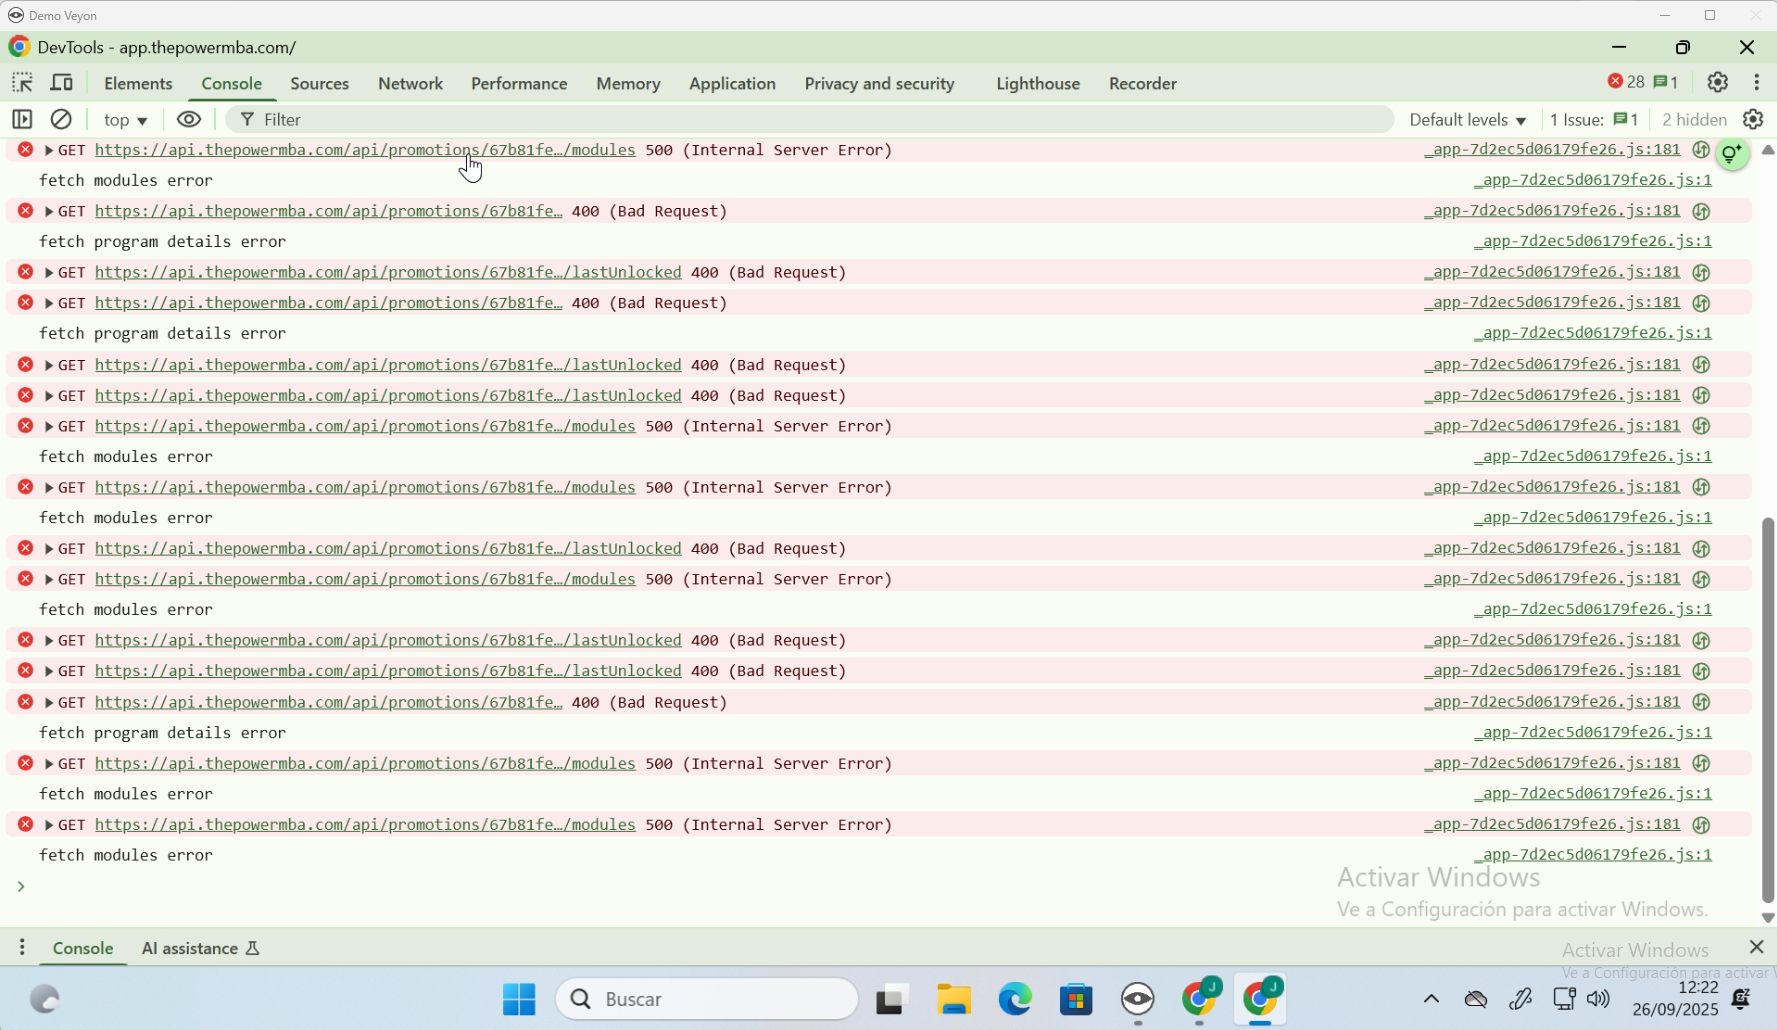 Demo Veyon
DevTools - app.thepowermba.com/
Elements Console Sources Network Performance Memory Application Privacy and security Lighthouse Recorder 28 1
top Filter Default levels 1 Issue: 1 2 hidden
GET https://api.thepowermba.com/api/promotions/67b81fe…/modules 500 (Internal Server Error) _app-7d2ec5d06179fe26.js:181
fetch modules error _app-7d2ec5d06179fe26.js:1
GET https://api.thepowermba.com/api/promotions/67b81fe… 400 (Bad Request) _app-7d2ec5d06179fe26.js:181
fetch program details error _app-7d2ec5d06179fe26.js:1
GET https://api.thepowermba.com/api/promotions/67b81fe…/lastUnlocked 400 (Bad Request) _app-7d2ec5d06179fe26.js:181
GET https://api.thepowermba.com/api/promotions/67b81fe… 400 (Bad Request) _app-7d2ec5d06179fe26.js:181
fetch program details error _app-7d2ec5d06179fe26.js:1
GET https://api.thepowermba.com/api/promotions/67b81fe…/lastUnlocked 400 (Bad Request) _app-7d2ec5d06179fe26.js:181
GET https://api.thepowermba.com/api/promotions/67b81fe…/lastUnlocked 400 (Bad Request) _app-7d2ec5d06179fe26.js:181
GET https://api.thepowermba.com/api/promotions/67b81fe…/modules 500 (Internal Server Error) _app-7d2ec5d06179fe26.js:181
fetch modules error _app-7d2ec5d06179fe26.js:1
GET https://api.thepowermba.com/api/promotions/67b81fe…/modules 500 (Internal Server Error) _app-7d2ec5d06179fe26.js:181
fetch modules error _app-7d2ec5d06179fe26.js:1
GET https://api.thepowermba.com/api/promotions/67b81fe…/lastUnlocked 400 (Bad Request) _app-7d2ec5d06179fe26.js:181
GET https://api.thepowermba.com/api/promotions/67b81fe…/modules 500 (Internal Server Error) _app-7d2ec5d06179fe26.js:181
fetch modules error _app-7d2ec5d06179fe26.js:1
GET https://api.thepowermba.com/api/promotions/67b81fe…/lastUnlocked 400 (Bad Request) _app-7d2ec5d06179fe26.js:181
GET https://api.thepowermba.com/api/promotions/67b81fe…/lastUnlocked 400 (Bad Request) _app-7d2ec5d06179fe26.js:181
GET https://api.thepowermba.com/api/promotions/67b81fe… 400 (Bad Request) _app-7d2ec5d06179fe26.js:181
fetch program details error _app-7d2ec5d06179fe26.js:1
GET https://api.thepowermba.com/api/promotions/67b81fe…/modules 500 (Internal Server Error) _app-7d2ec5d06179fe26.js:181
fetch modules error _app-7d2ec5d06179fe26.js:1
GET https://api.thepowermba.com/api/promotions/67b81fe…/modules 500 (Internal Server Error) _app-7d2ec5d06179fe26.js:181
fetch modules error _app-7d2ec5d06179fe26.js:1
Activar Windows
Ve a Configuración para activar Windows.
Console AI assistance
Activar Windows
Ve a Configuración para activar
Buscar
J
J
12:22
26/09/2025